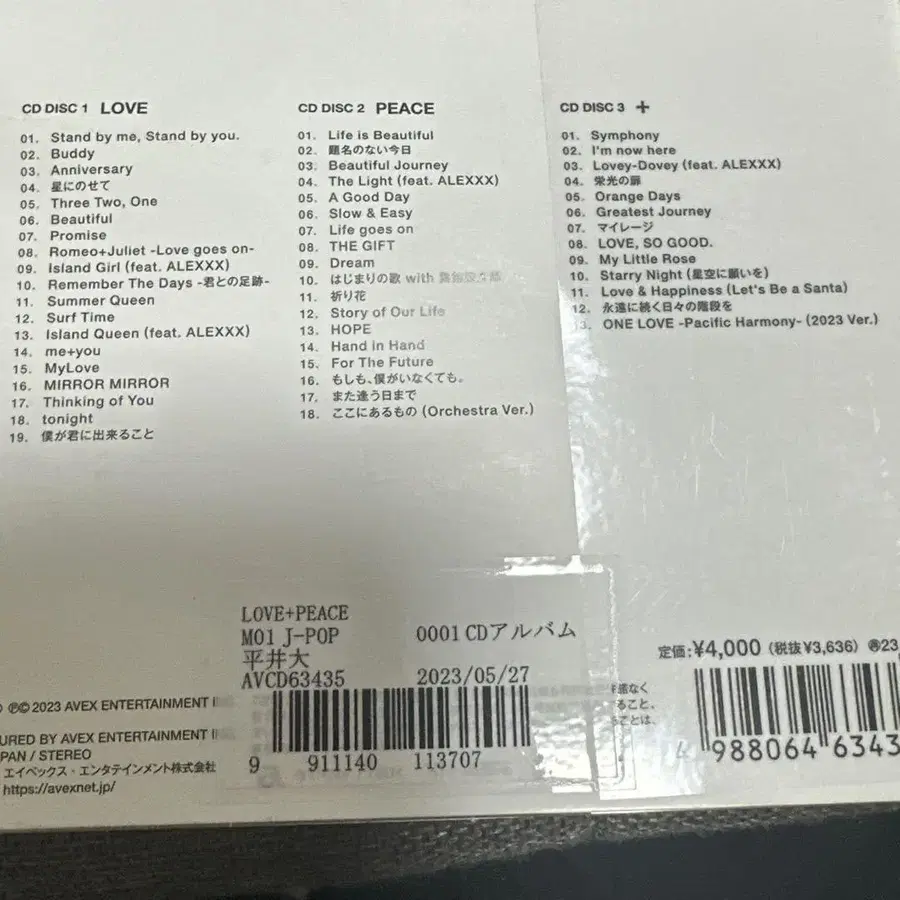 CD DISC 1 LOVE
01. Stand by me, Stand by you.
02. Buddy
03. Anniversary
04. 星にのせて
05. Three Two, One
06. Beautiful
07. Promise
08. Romeo+Juliet -Love goes on-
09. Island Girl (feat. ALEXXX)
10. Remember The Days -君との足跡-
11. Summer Queen
12. Surf Time
13. Island Queen (feat. ALEXXX)
14. me+you
15. MyLove
16. MIRROR MIRROR
17. Thinking of You
18. tonight
19. 僕が君に出来ること
CD DISC 2 PEACE
01. Life is Beautiful
02. 題名のない今日
03. Beautiful Journey
04. The Light (feat. ALEXXX)
05. A Good Day
06. Slow & Easy
07. Life goes on
08. THE GIFT
09. Dream
10. はじまりの歌 with
11. 祈り花
12. Story of Our Life
13. HOPE
14. Hand in Hand
15. For The Future
16. もしも、僕がいなくても。
17. また逢う日まで
18. ここにあるもの (Orchestra Ver.)
CD DISC 3 +
01. Symphony
02. I'm now here
03. Lovey-Dovey (feat. ALEXXX)
04. 栄光の扉
05. Orange Days
06. Greatest Journey
07. マイレージ
08. LOVE, SO GOOD.
09. My Little Rose
10. Starry Night (星空に願いを)
11. Love & Happiness (Let's Be a Santa)
12. 永遠に続く日々の階段を
13. ONE LOVE -Pacific Harmony- (2023 Ver.)
LOVE+PEACE
M01 J-POP 0001 CDアルバム
平井大
AVCD63435 2023/05/27
9 911140 113707
定価:¥4,000 (税抜¥3,636) 23
なく
ること、
ことは、
988064 6343
℗© 2023 AVEX ENTERTAINMENT
URED BY AVEX ENTERTAINMENT
PAN / STEREO
エイベックス・エンタテインメント株式会社
https://avexnet.jp/